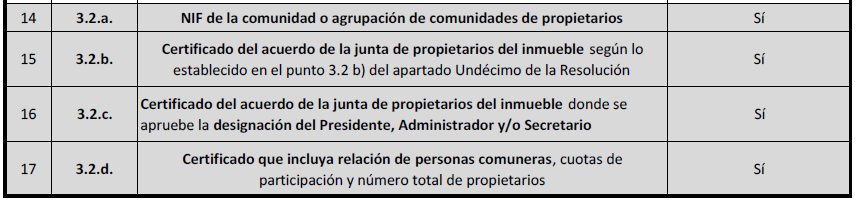 14 3.2.a. NIF de la comunidad o agrupación de comunidades de propietarios Sí
15 3.2.b. Certificado del acuerdo de la junta de propietarios del inmueble según lo
establecido en el punto 3.2 b) del apartado Undécimo de la Resolución Sí
16 3.2.c. Certificado del acuerdo de la junta de propietarios del inmueble donde se
apruebe la designación del Presidente, Administrador y/o Secretario Sí
17 3.2.d. Certificado que incluya relación de personas comuneras, cuotas de
participación y número total de propietarios Sí